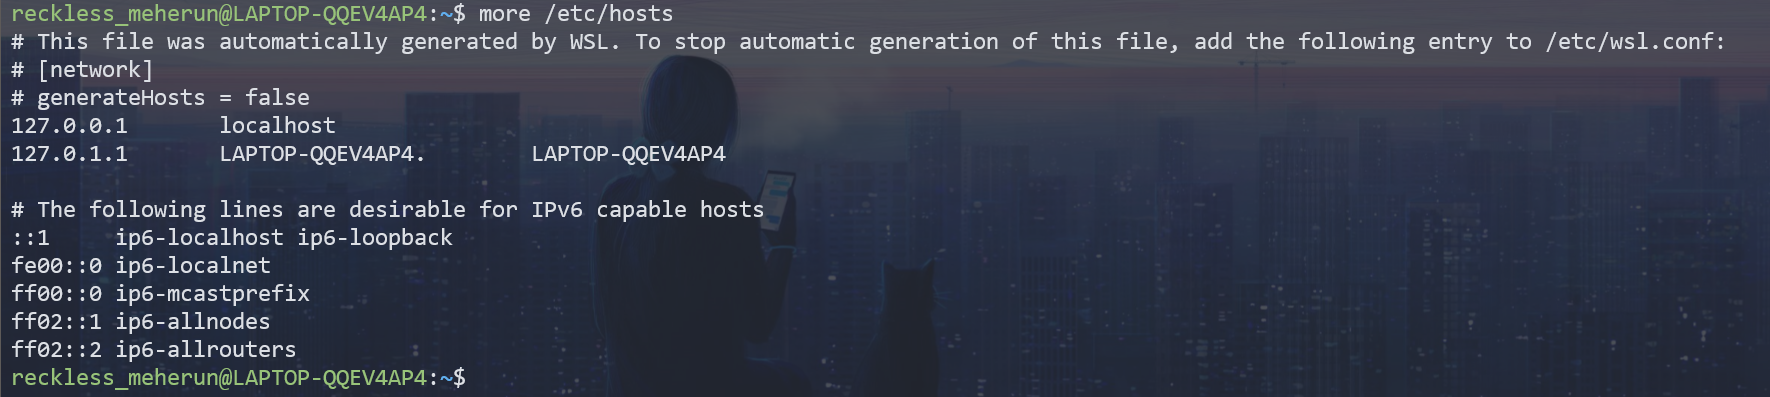 reckless_meherun@LAPTOP-QQEV4AP4:~$ more /etc/hosts
# This file was automatically generated by WSL. To stop automatic generation of this file, add the following entry to /etc/wsl.conf:
# [network]
# generateHosts = false
127.0.0.1       localhost
127.0.1.1       LAPTOP-QQEV4AP4.        LAPTOP-QQEV4AP4

# The following lines are desirable for IPv6 capable hosts
::1     ip6-localhost ip6-loopback
fe00::0 ip6-localnet
ff00::0 ip6-mcastprefix
ff02::1 ip6-allnodes
ff02::2 ip6-allrouters
reckless_meherun@LAPTOP-QQEV4AP4:~$